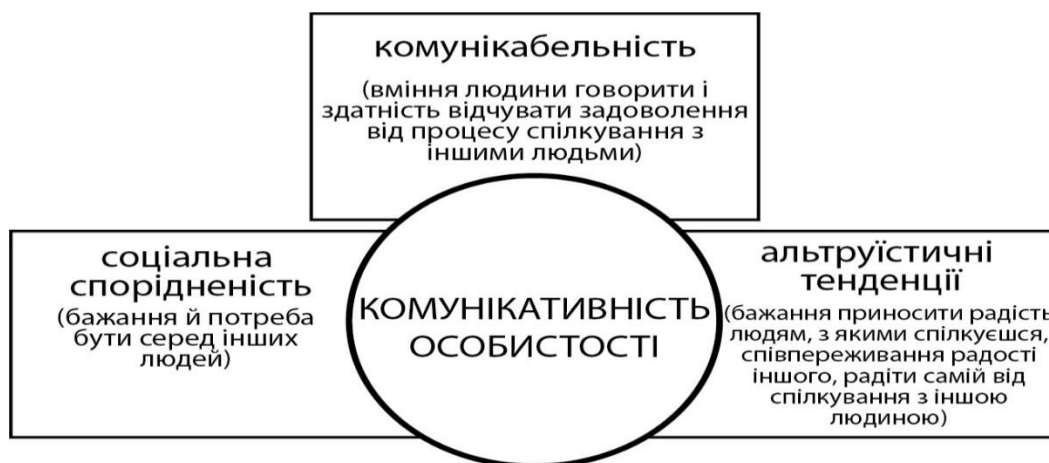 комунікабельність
(вміння людини говорити і
здатність відчувати задоволення
від процесу спілкування з
іншими людьми)
соціальна
спорідненість
(бажання й потреба
бути серед інших
людей)
КОМУНІКАТИВНІСТЬ
ОСОБИСТОСТІ
альтруїстичні
тенденції
(бажання приносити радість
людям, з якими спілкуєшся,
співпереживання радості
іншого, радіти самій від
спілкування з іншою
людиною)